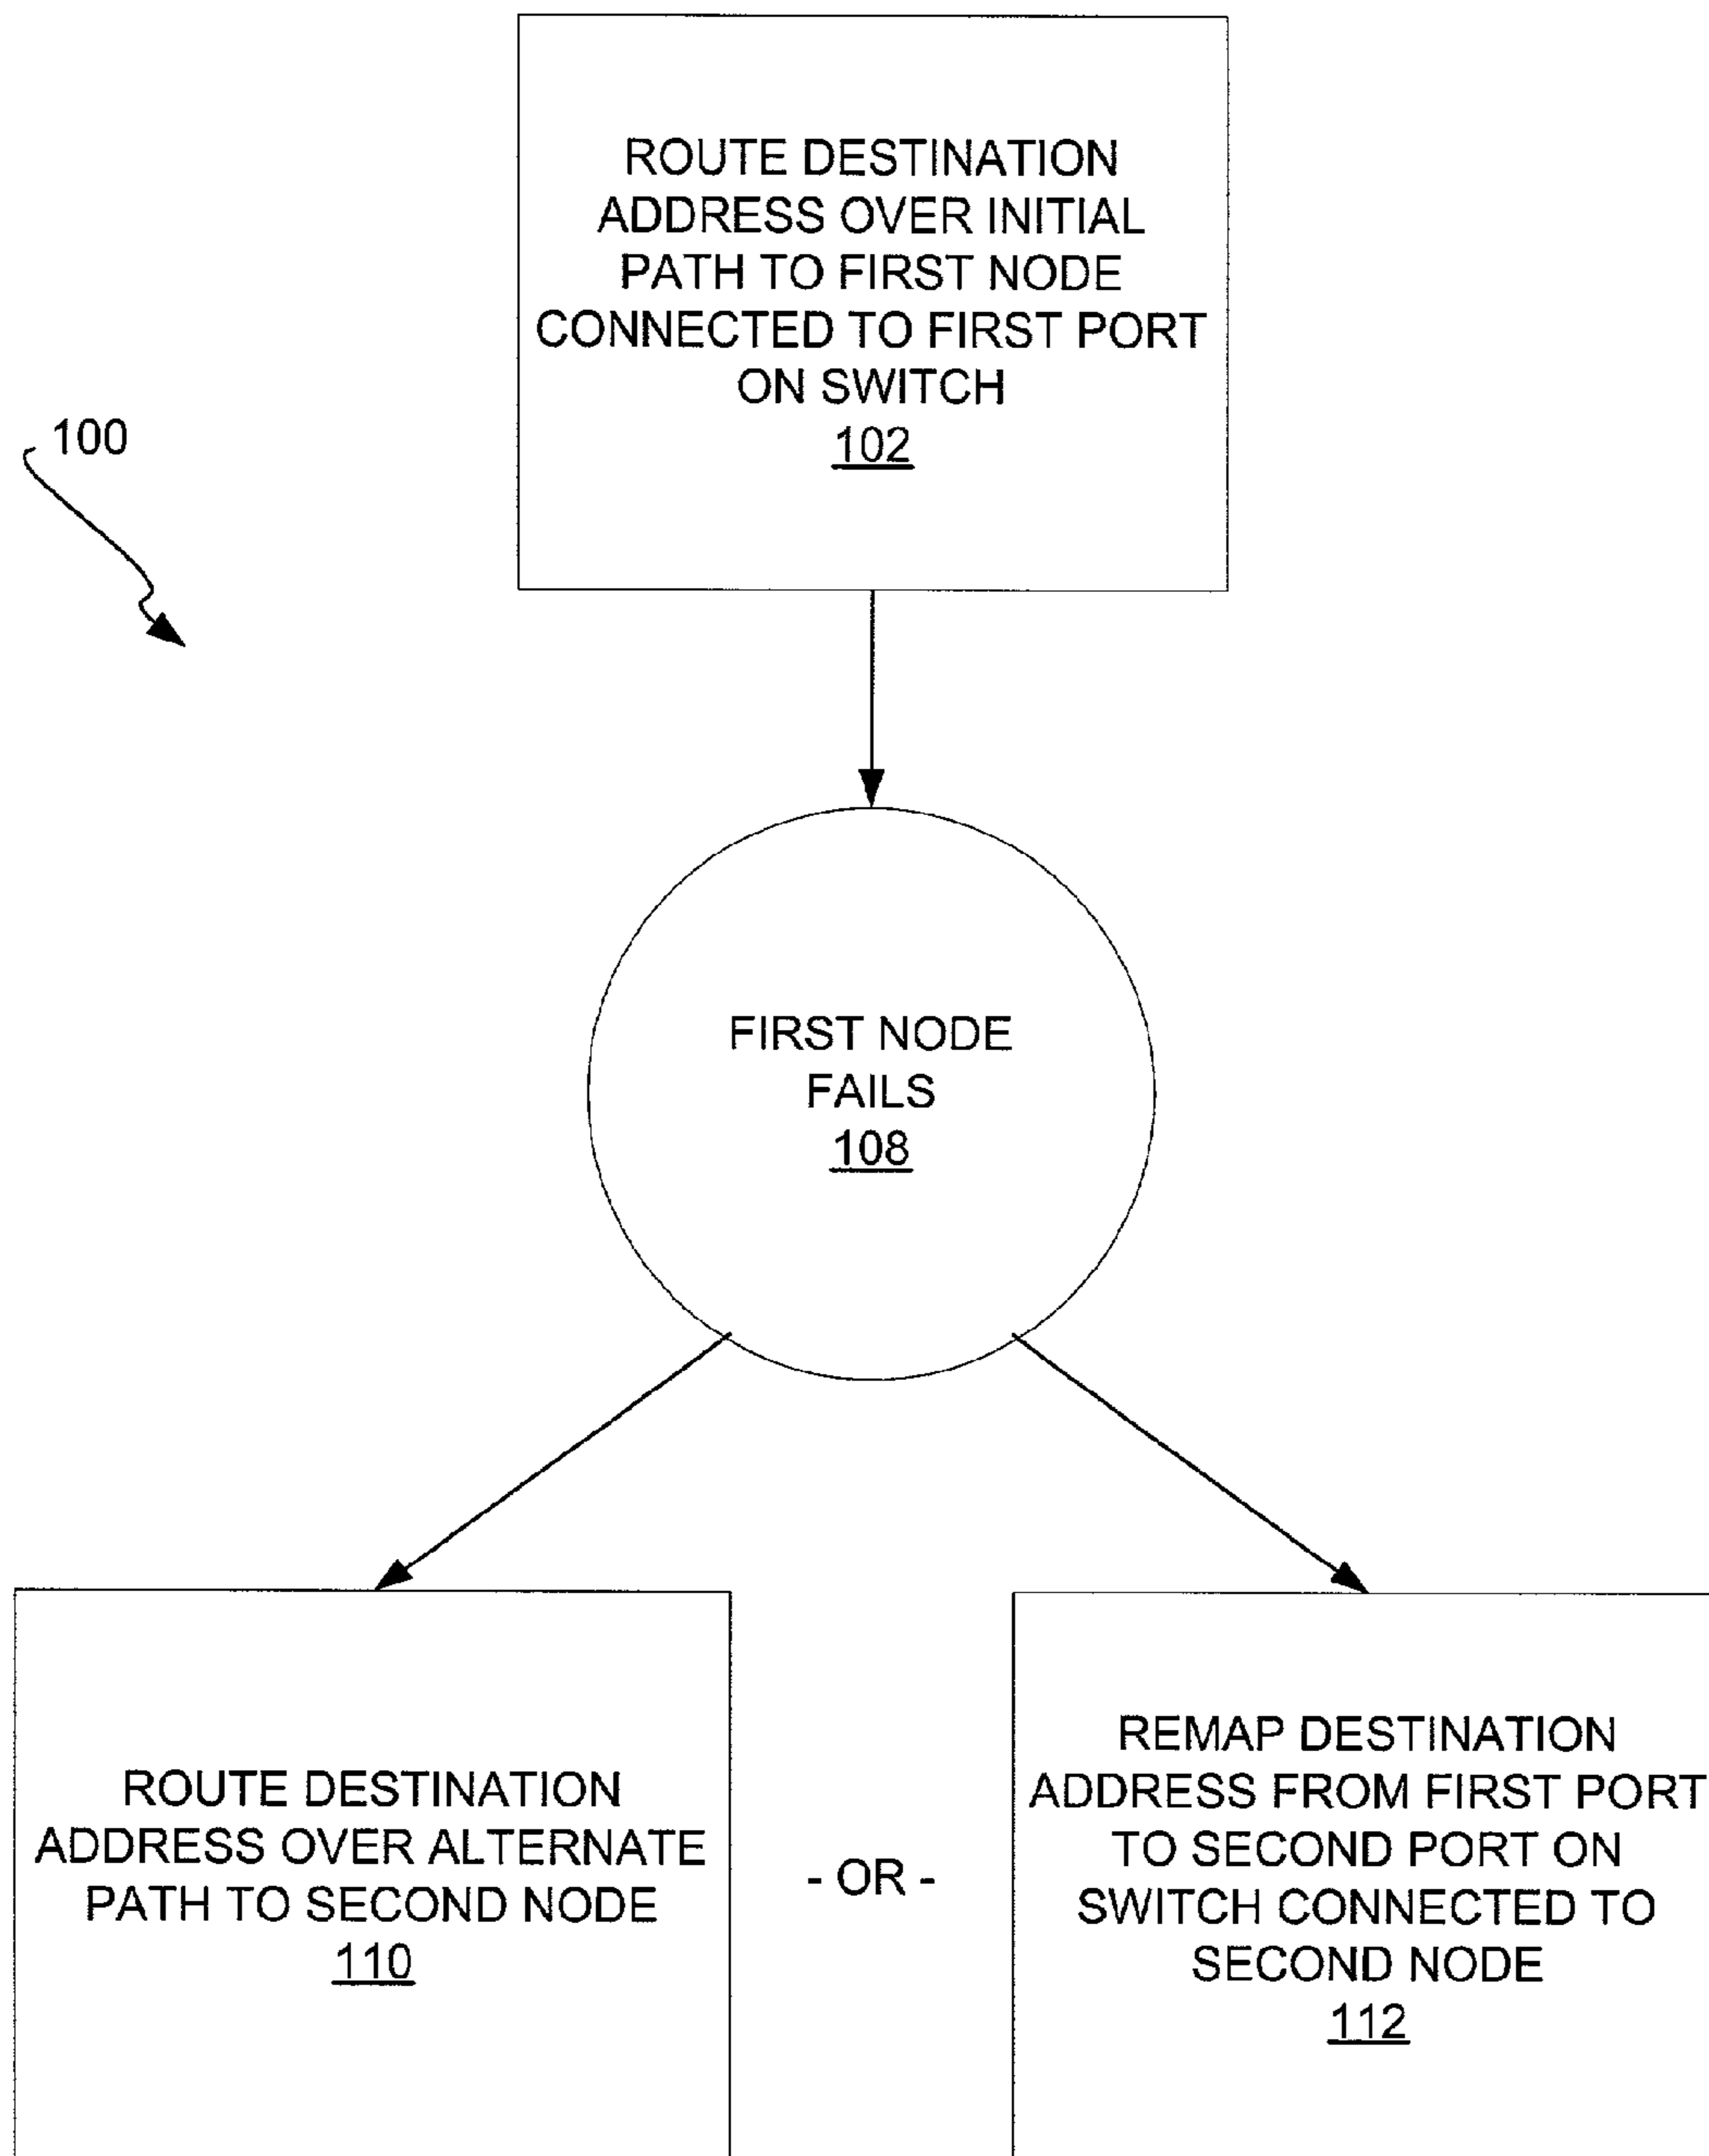 ROUTE DESTINATION
ADDRESS OVER INITIAL
PATH TO FIRST NODE
CONNECTED TO FIRST PORT
ON SWITCH
102
100
FIRST NODE
FAILS
108
ROUTE DESTINATION
ADDRESS OVER ALTERNATE
PATH TO SECOND NODE
110
- OR -
REMAP DESTINATION
ADDRESS FROM FIRST PORT
TO SECOND PORT ON
SWITCH CONNECTED TO
SECOND NODE
112